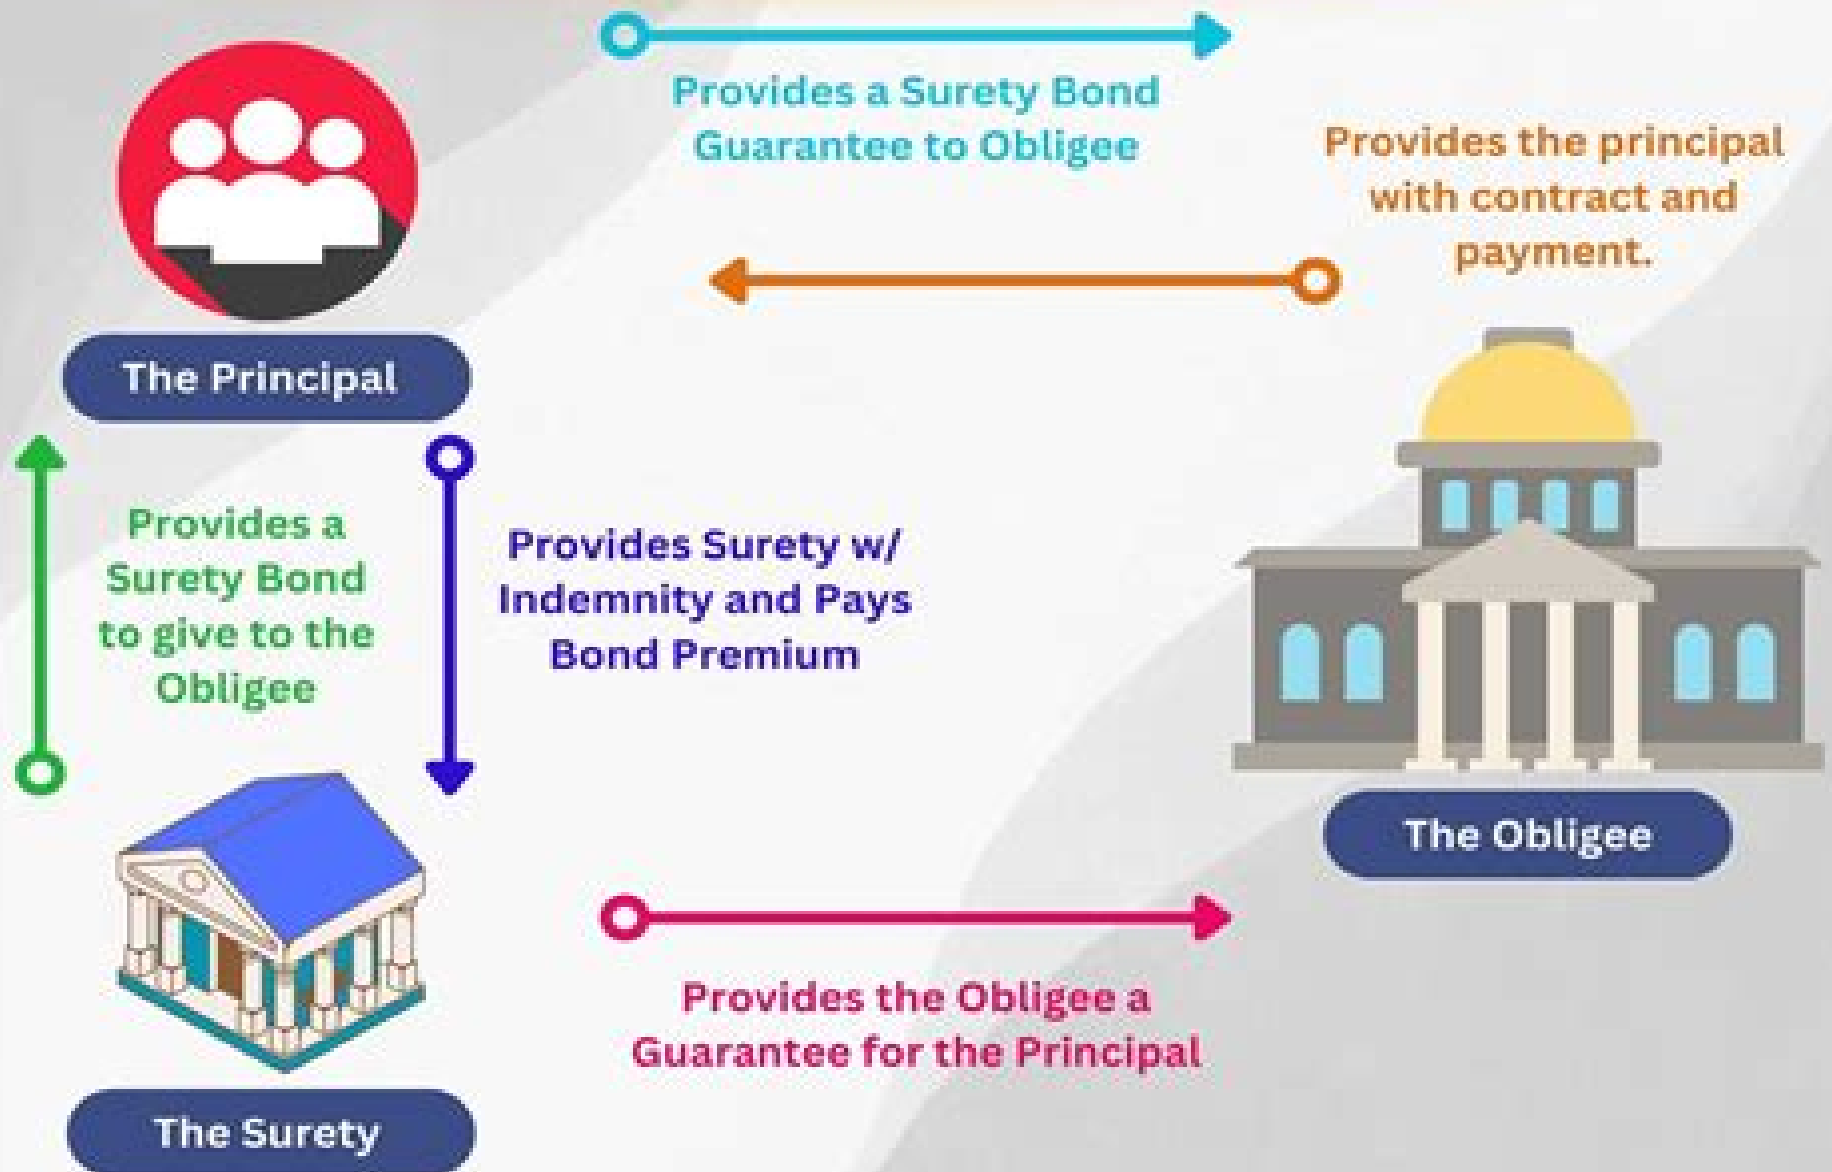 Provides a Surety Bond
Guarantee to Obligee
Provides the principal
with contract and
payment.
The Principal
Provides a
Surety Bond
to give to the
Obligee
Provides Surety w/
Indemnity and Pays
Bond Premium
The Obligee
Provides the Obligee a
Guarantee for the Principal
The Surety